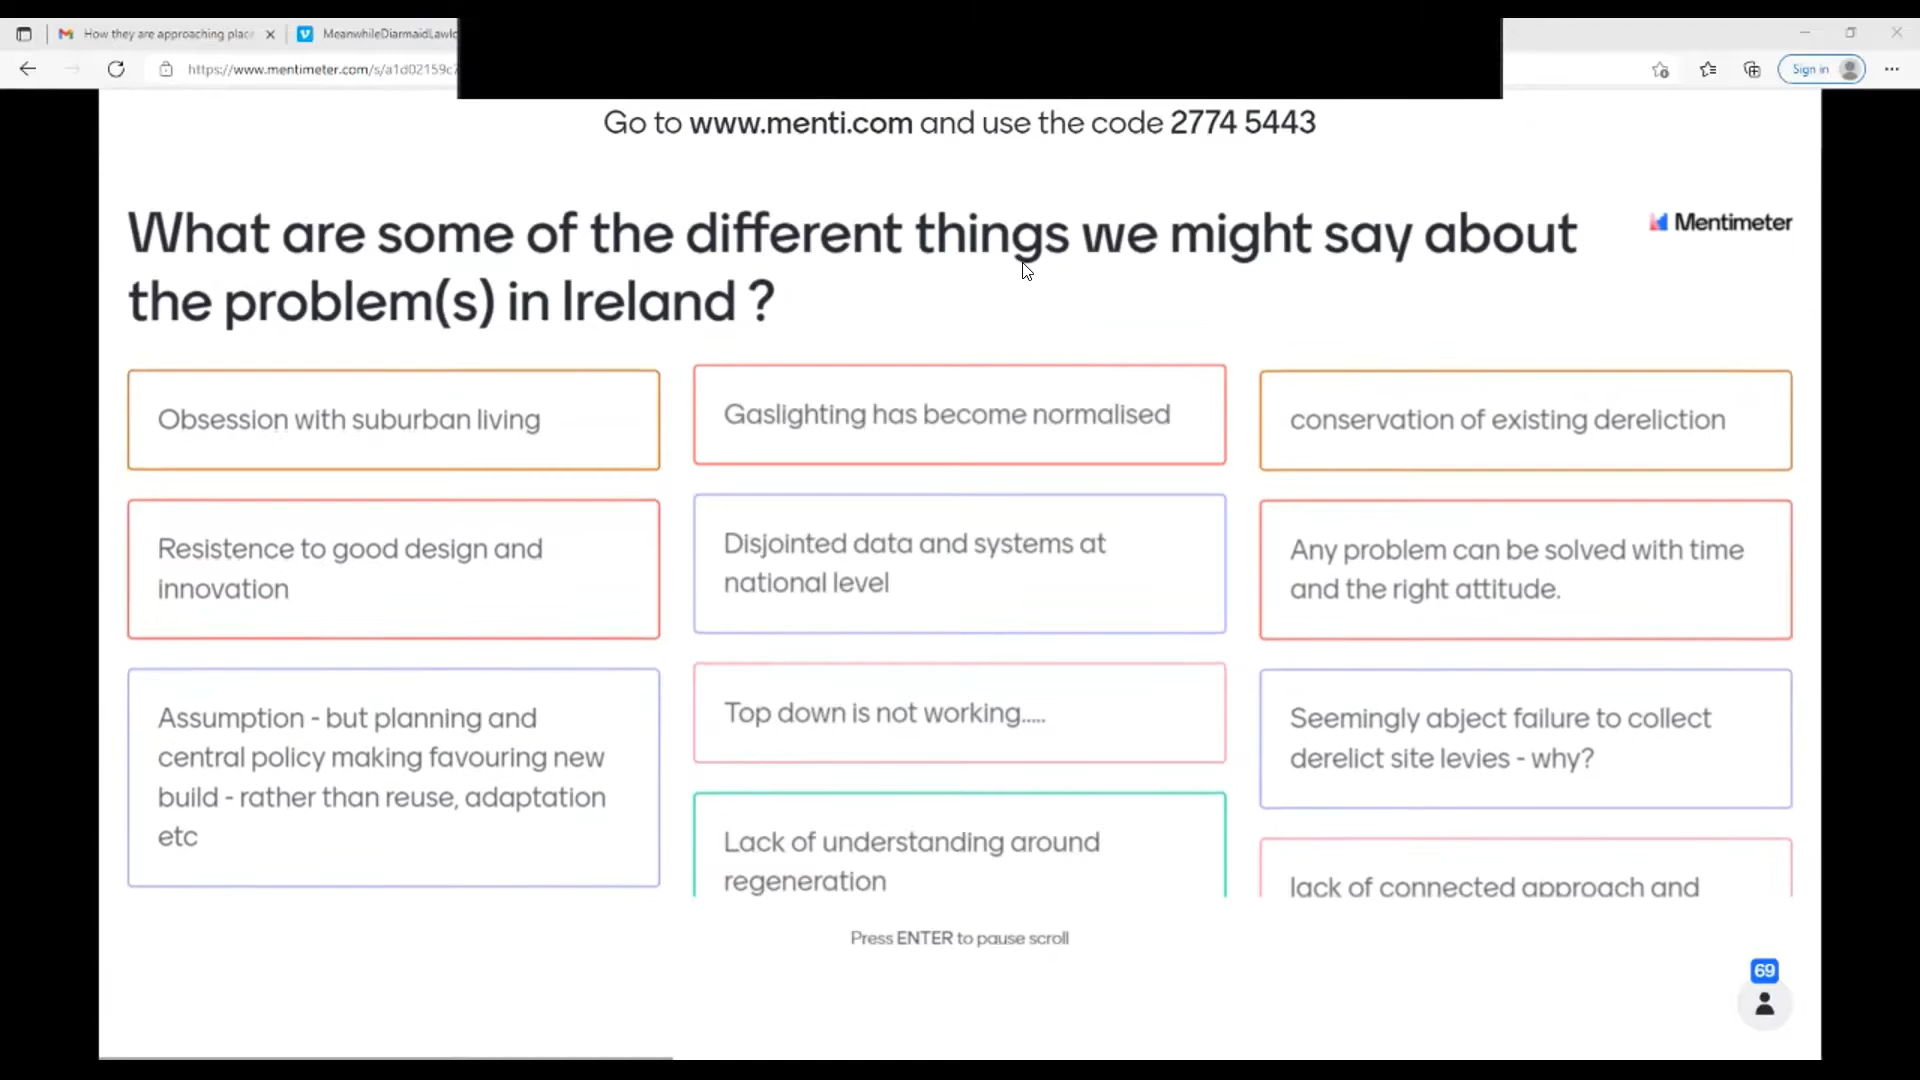 How they are approaching plac
MeanwhileDiarmaidLawlo
https://www.mentimeter.com/s/a1d02159c7
Sign in
Go to www.menti.com and use the code 2774 5443
What are some of the different things we might say about
the problem(s) in Ireland ?
Mentimeter
Obsession with suburban living
Resistence to good design and
innovation
Assumption - but planning and
central policy making favouring new
build - rather than reuse, adaptation
etc
Gaslighting has become normalised
Disjointed data and systems at
national level
Top down is not working.....
Lack of understanding around
regeneration
conservation of existing dereliction
Any problem can be solved with time
and the right attitude.
Seemingly abject failure to collect
derelict site levies - why?
lack of connected approach and
Press ENTER to pause scroll
69